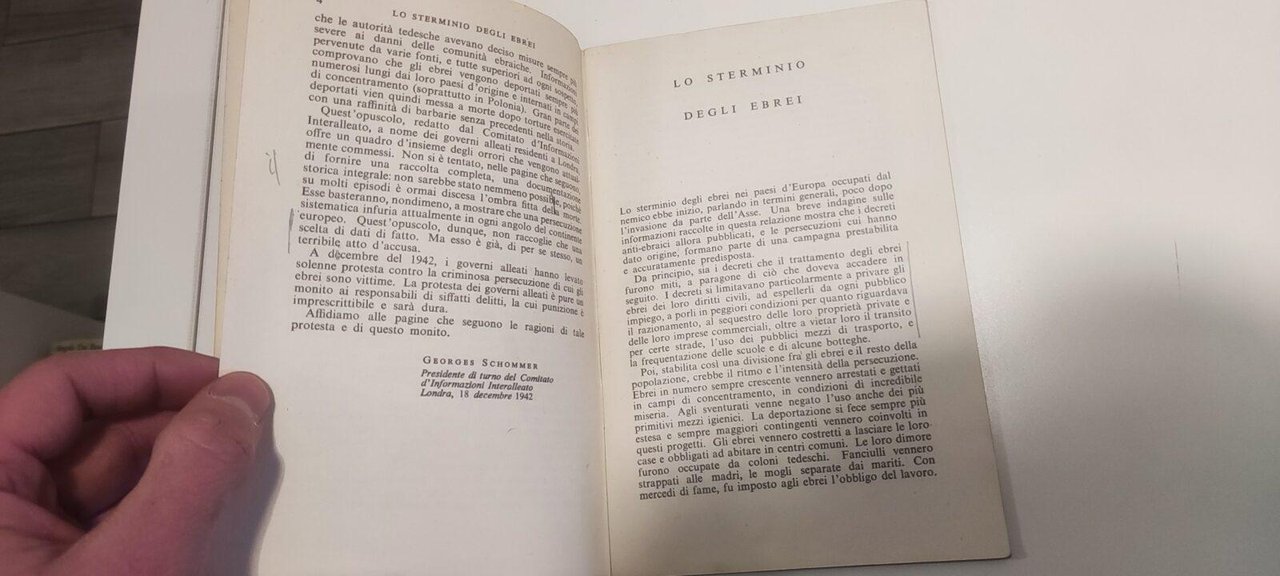 4
LO STERMINIO DEGLI EBREI
che le autorità tedesche avevano deciso misure sempre più
severe ai danni delle comunità ebraiche. Informazioni
pervenute da varie fonti, e tutte superiori ad ogni sospetto,
comprovano che gli ebrei vengono deportati sempre più
numerosi lungi dai loro paesi d'origine e internati in campi
di concentramento (soprattutto in Polonia). Gran parte dei
deportati vien quindi messa a morte dopo torture esercitate
con una raffinità di barbarie senza precedenti nella storia.
Quest'opuscolo, redatto dal Comitato d'Informazioni
Interalleato, a nome dei governi alleati residenti a Londra,
offre un quadro d'insieme degli orrori che vengono attual-
mente commessi. Non si è tentato, nelle pagine che seguono,
di fornire una raccolta completa, una documentazione
storica integrale: non sarebbe stato nemmeno possibile, poichè
su molti episodi è ormai discesa l'ombra fitta della morte.
Esse basteranno, nondimeno, a mostrare che una persecuzione
sistematica infuria attualmente in ogni angolo del continente
europeo. Quest'opuscolo, dunque, non raccoglie che una
scelta di dati di fatto. Ma esso è già, di per se stesso, un
terribile atto d'accusa.
A decembre del 1942, i governi alleati hanno levato
solenne protesta contro la criminosa persecuzione di cui gli
ebrei sono vittime. La protesta dei governi alleati è pure un
monito ai responsabili di siffatti delitti, la cui punizione è
imprescrittibile e sarà dura.
Affidiamo alle pagine che seguono le ragioni di tale
protesta e di questo monito.
GEORGES SCHOMMER
Presidente di turno del Comitato
d'Informazioni Interalleato
Londra, 18 decembre 1942
LO STERMINIO
DEGLI EBREI
Lo sterminio degli ebrei nei paesi d'Europa occupati dal
nemico ebbe inizio, parlando in termini generali, poco dopo
l'invasione da parte dell'Asse. Una breve indagine sulle
informazioni raccolte in questa relazione mostra che i decreti
anti-ebraici allora pubblicati, e le persecuzioni cui hanno
dato origine, formano parte di una campagna prestabilita
e accuratamente predisposta.
Da principio, sia i decreti che il trattamento degli ebrei
furono miti, a paragone di ciò che doveva accadere in
seguito. I decreti si limitavano particolarmente a privare gli
ebrei dei loro diritti civili, ad espellerli da ogni pubblico
impiego, a porli in peggiori condizioni per quanto riguardava
il razionamento, al sequestro delle loro proprietà private e
delle loro imprese commerciali, oltre a vietar loro il transito
per certe strade, l'uso dei pubblici mezzi di trasporto, e
la frequentazione delle scuole e di alcune botteghe.
Poi, stabilita così una divisione fra gli ebrei e il resto della
popolazione, crebbe il ritmo e l'intensità della persecuzione.
Ebrei in numero sempre crescente vennero arrestati e gettati
in campi di concentramento, in condizioni di incredibile
miseria. Agli sventurati venne negato l'uso anche dei più
primitivi mezzi igienici. La deportazione si fece sempre più
estesa e sempre maggiori contingenti vennero coinvolti in
questi progetti. Gli ebrei vennero costretti a lasciare le loro
case e obbligati ad abitare in centri comuni. Le loro dimore
furono occupate da coloni tedeschi. Fanciulli vennero
strappati alle madri, le mogli separate dai mariti. Con
mercedi di fame, fu imposto agli ebrei l'obbligo del lavoro.